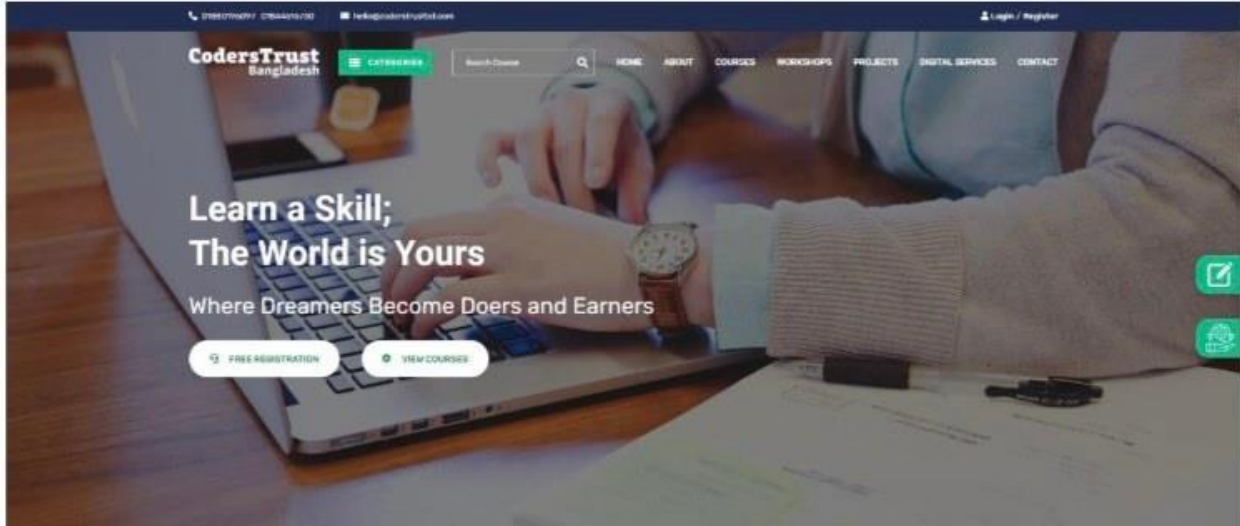 Login / Register
CodersTrust
Bangladesh
CATEGORIES
Search Course
HOME
ABOUT
COURSES
WORKSHOPS
PROJECTS
DIGITAL SERVICES
CONTACT
Learn a Skill;
The World is Yours
Where Dreamers Become Doers and Earners
FREE REGISTRATION
VIEW COURSES